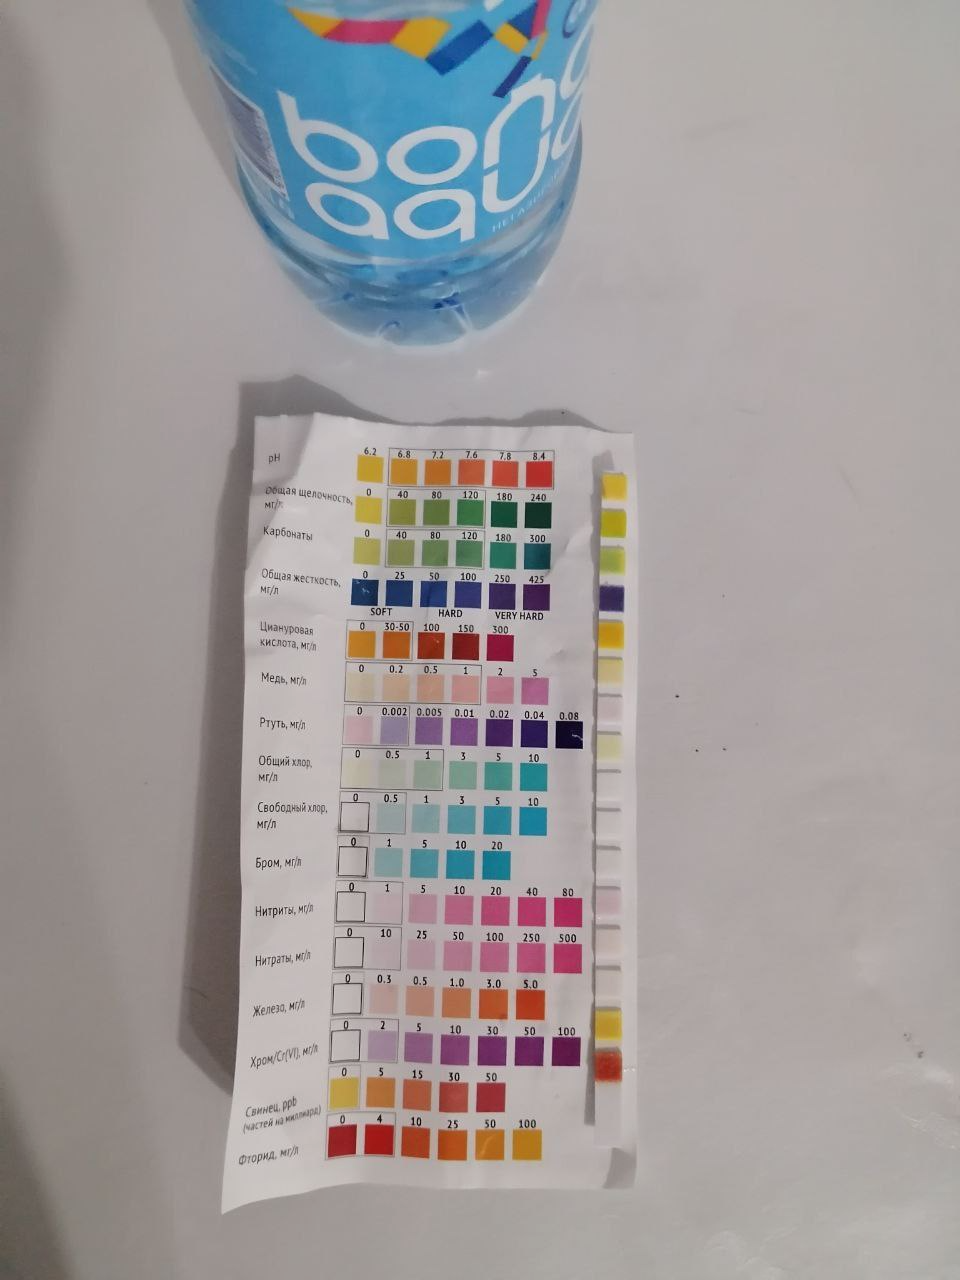 bona
aqua
НЕГАЗИРО
pH 6.2 6.8 7.2 7.6 7.8 8.4
Общая щелочность, 0 40 80 120 180 240
мг/л
Карбонаты 0 40 80 120 180 300
Общая жесткость, 0 25 50 100 250 425
мг/л
SOFT HARD VERY HARD
Циануровая 0 30-50 100 150 300
кислота, мг/л
Медь, мг/л 0 0.2 0.5 1 2 5
Ртуть, мг/л 0 0.002 0.005 0.01 0.02 0.04 0.08
Общий хлор, 0 0.5 1 3 5 10
мг/л
Свободный хлор, 0 0.5 1 3 5 10
мг/л
Бром, мг/л 0 1 5 10 20
Нитриты, мг/л 0 1 5 10 20 40 80
Нитраты, мг/л 0 10 25 50 100 250 500
Железо, мг/л 0 0.3 0.5 1.0 3.0 5.0
Хром/Cr(VI), мг/л 0 2 5 10 30 50 100
Свинец, ppb 0 5 15 30 50
(частей на миллиард)
Фторид, мг/л 0 4 10 25 50 100